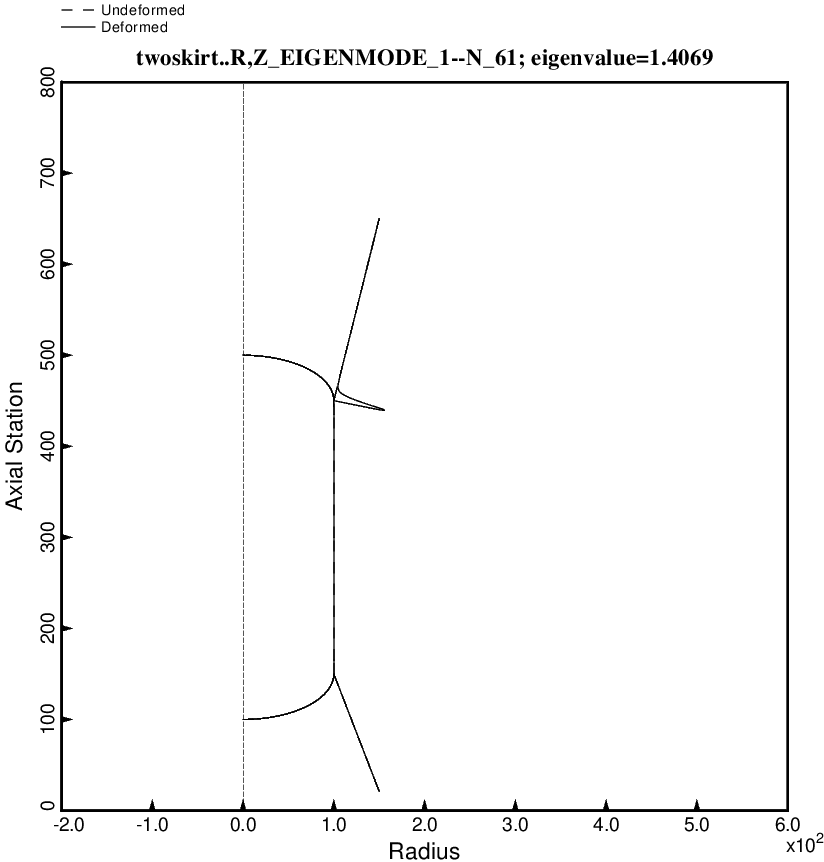 Undeformed
Deformed
twoskirt..R,Z_EIGENMODE_1--N_61; eigenvalue=1.4069
800
700
600
500
400
300
200
100
0
Axial Station
-2.0 -1.0 0.0 1.0 2.0 3.0 4.0 5.0 6.0
x10²
Radius